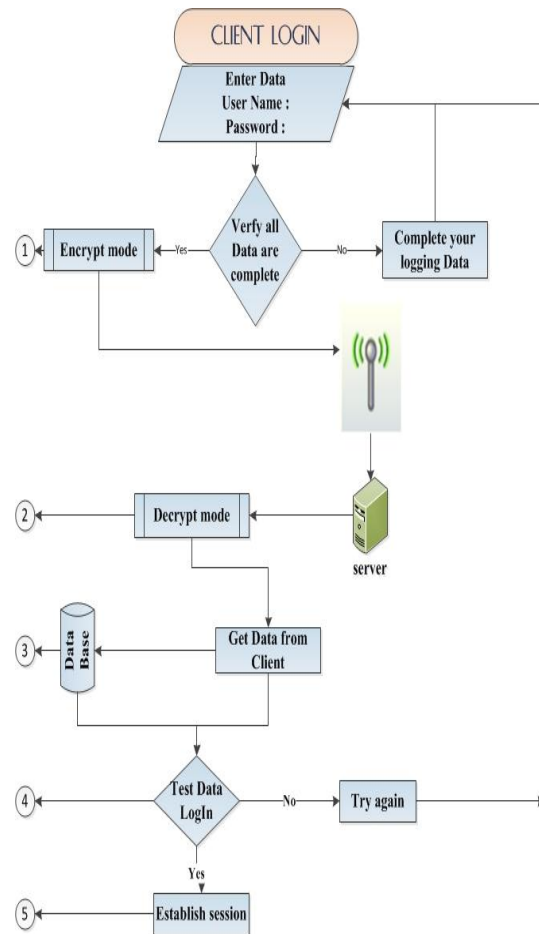 CLIENT LOGIN
Enter Data
User Name :
Password :
Verfy all
Data are
complete
Yes
No
Complete your
logging Data
Encrypt mode
1
server
Decrypt mode
2
Get Data from
Client
Data
Base
3
Test Data
LogIn
No
Try again
4
Yes
Establish session
5